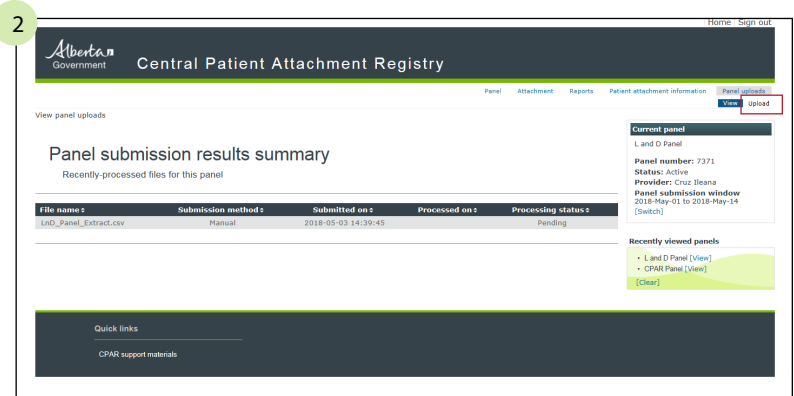 2
Home Sign out
Alberta
Government
Central Patient Attachment Registry
Panel Attachment Reports Patient attachment information Panel uploads
View Upload
View panel uploads
Panel submission results summary
Recently-processed files for this panel
File name Submission method Submitted on Processed on Processing status
LnD_Panel_Extract.csv Manual 2018-05-03 14:39:45 Pending
Current panel
L and D Panel
Panel number: 7371
Status: Active
Provider: Cruz Ileana
Panel submission window
2018-May-01 to 2018-May-14
[Switch]
Recently viewed panels
• L and D Panel [View]
• CPAR Panel [View]
[Clear]
Quick links
CPAR support materials